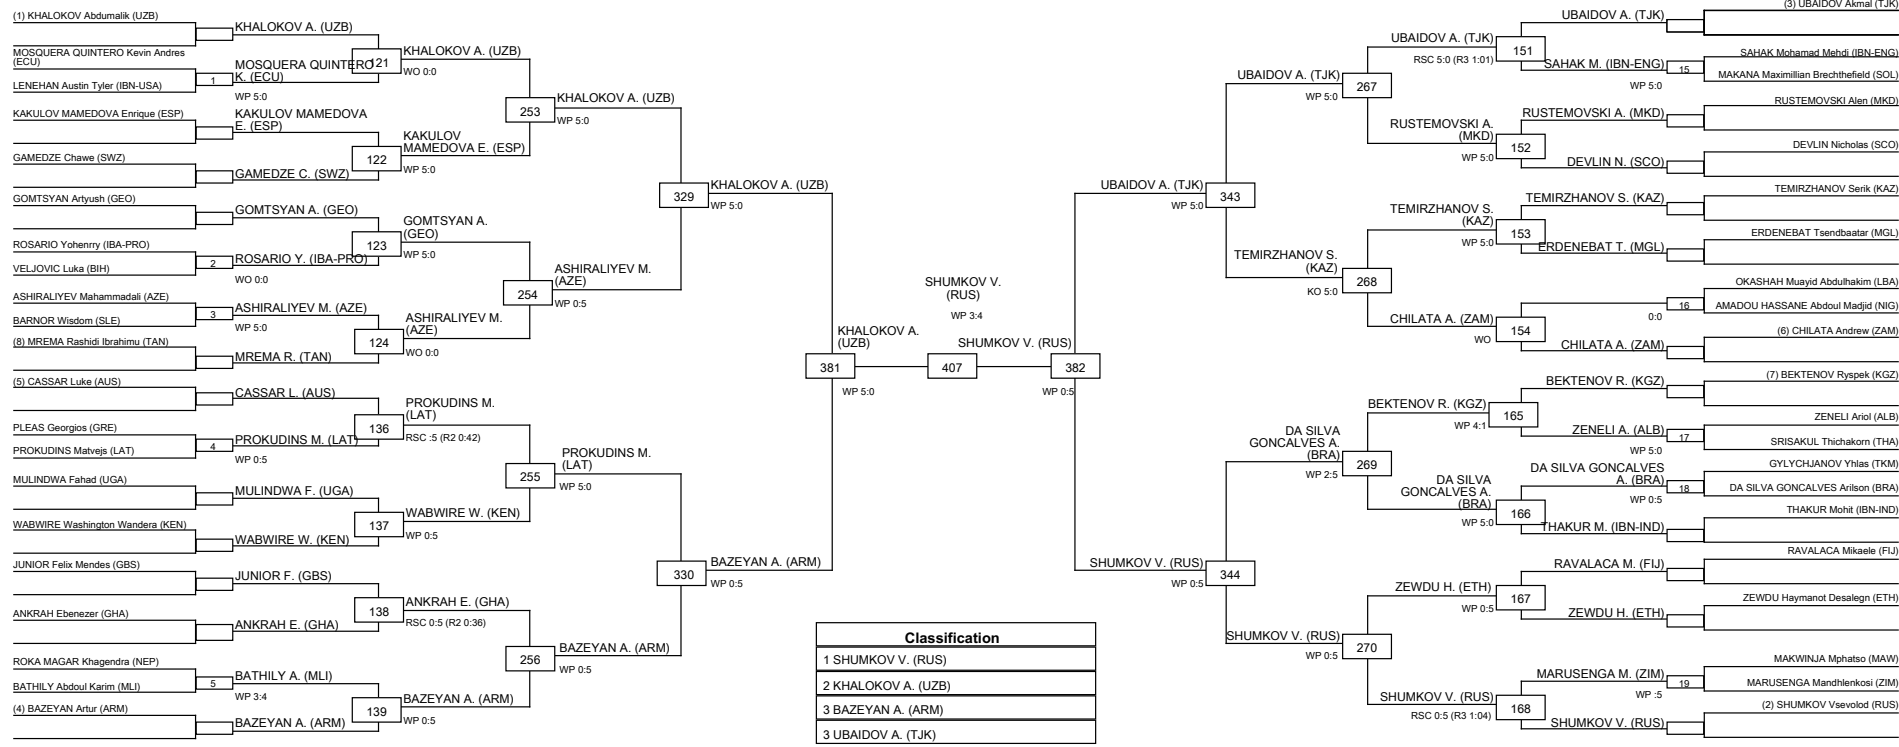 (1) KHALOKOV Abdumalik (UZB)
KHALOKOV A. (UZB)
MOSQUERA QUINTERO Kevin Andres
(ECU)
LENEHAN Austin Tyler (IBN-USA)
1
MOSQUERA QUINTERO
K. (ECU)
WP 5:0
121
KHALOKOV A. (UZB)
WO 0:0
KAKULOV MAMEDOVA Enrique (ESP)
KAKULOV MAMEDOVA
E. (ESP)
GAMEDZE Chawe (SWZ)
GAMEDZE C. (SWZ)
122
KAKULOV
MAMEDOVA E. (ESP)
WP 5:0
253
KHALOKOV A. (UZB)
WP 5:0
GOMTSYAN Artyush (GEO)
GOMTSYAN A. (GEO)
ROSARIO Yohenrry (IBA-PRO)
VELJOVIC Luka (BIH)
2
ROSARIO Y. (IBA-PRO)
WO 0:0
123
GOMTSYAN A.
(GEO)
WP 5:0
ASHIRALIYEV Mahammadali (AZE)
BARNOR Wisdom (SLE)
3
ASHIRALIYEV M. (AZE)
WP 5:0
(8) MREMA Rashidi Ibrahimu (TAN)
MREMA R. (TAN)
124
ASHIRALIYEV M.
(AZE)
WO 0:0
254
ASHIRALIYEV M.
(AZE)
WP 0:5
329
KHALOKOV A. (UZB)
WP 5:0
(5) CASSAR Luke (AUS)
CASSAR L. (AUS)
PLEAS Georgios (GRE)
PROKUDINS Matvejs (LAT)
4
PROKUDINS M. (LAT)
WP 0:5
136
PROKUDINS M.
(LAT)
RSC :5 (R2 0:42)
MULINDWA Fahad (UGA)
MULINDWA F. (UGA)
WABWIRE Washington Wandera (KEN)
WABWIRE W. (KEN)
137
WABWIRE W. (KEN)
WP 0:5
255
PROKUDINS M.
(LAT)
WP 5:0
JUNIOR Felix Mendes (GBS)
JUNIOR F. (GBS)
ANKRAH Ebenezer (GHA)
ANKRAH E. (GHA)
138
ANKRAH E. (GHA)
RSC 0:5 (R2 0:36)
ROKA MAGAR Khagendra (NEP)
BATHILY Abdoul Karim (MLI)
5
BATHILY A. (MLI)
WP 3:4
(4) BAZEYAN Artur (ARM)
BAZEYAN A. (ARM)
139
BAZEYAN A. (ARM)
WP 0:5
256
BAZEYAN A. (ARM)
WP 0:5
330
BAZEYAN A. (ARM)
WP 0:5
381
KHALOKOV A.
(UZB)
WP 5:0
SHUMKOV V.
(RUS)
WP 3:4
407
SHUMKOV V. (RUS)
382
WP 0:5
UBAIDOV A. (TJK)
WP 5:0
343
UBAIDOV A. (TJK)
WP 5:0
267
UBAIDOV A. (TJK)
RSC 5:0 (R3 1:01)
151
UBAIDOV A. (TJK)
(3) UBAIDOV Akmal (TJK)
SAHAK M. (IBN-ENG)
WP 5:0
15
SAHAK Mohamad Mehdi (IBN-ENG)
MAKANA Maximillian Brechthefield (SOL)
RUSTEMOVSKI A.
(MKD)
WP 5:0
152
RUSTEMOVSKI A. (MKD)
RUSTEMOVSKI Alen (MKD)
DEVLIN N. (SCO)
DEVLIN Nicholas (SCO)
TEMIRZHANOV S.
(KAZ)
KO 5:0
268
TEMIRZHANOV S.
(KAZ)
WP 5:0
153
TEMIRZHANOV S. (KAZ)
TEMIRZHANOV Serik (KAZ)
ERDENEBAT T. (MGL)
ERDENEBAT Tsendbaatar (MGL)
CHILATA A. (ZAM)
WO
154
0:0
16
OKASHAH Muayid Abdulhakim (LBA)
AMADOU HASSANE Abdoul Madjid (NIG)
CHILATA A. (ZAM)
(6) CHILATA Andrew (ZAM)
SHUMKOV V. (RUS)
WP 0:5
344
DA SILVA
GONCALVES A.
(BRA)
WP 2:5
269
BEKTENOV R. (KGZ)
WP 4:1
165
BEKTENOV R. (KGZ)
(7) BEKTENOV Ryspek (KGZ)
ZENELI A. (ALB)
WP 5:0
17
ZENELI Ariol (ALB)
SRISAKUL Thichakorn (THA)
DA SILVA
GONCALVES A.
(BRA)
WP 5:0
166
DA SILVA GONCALVES
A. (BRA)
WP 0:5
18
GYLYCHJANOV Yhlas (TKM)
DA SILVA GONCALVES Arilson (BRA)
THAKUR M. (IBN-IND)
THAKUR Mohit (IBN-IND)
SHUMKOV V. (RUS)
WP 0:5
270
ZEWDU H. (ETH)
WP 0:5
167
RAVALACA M. (FIJ)
RAVALACA Mikaele (FIJ)
ZEWDU H. (ETH)
ZEWDU Haymanot Desalegn (ETH)
SHUMKOV V. (RUS)
RSC 0:5 (R3 1:04)
168
MARUSENGA M. (ZIM)
WP :5
19
MAKWINJA Mphatso (MAW)
MARUSENGA Mandhlenkosi (ZIM)
SHUMKOV V. (RUS)
(2) SHUMKOV Vsevolod (RUS)
Classification
1 SHUMKOV V. (RUS)
2 KHALOKOV A. (UZB)
3 BAZEYAN A. (ARM)
3 UBAIDOV A. (TJK)